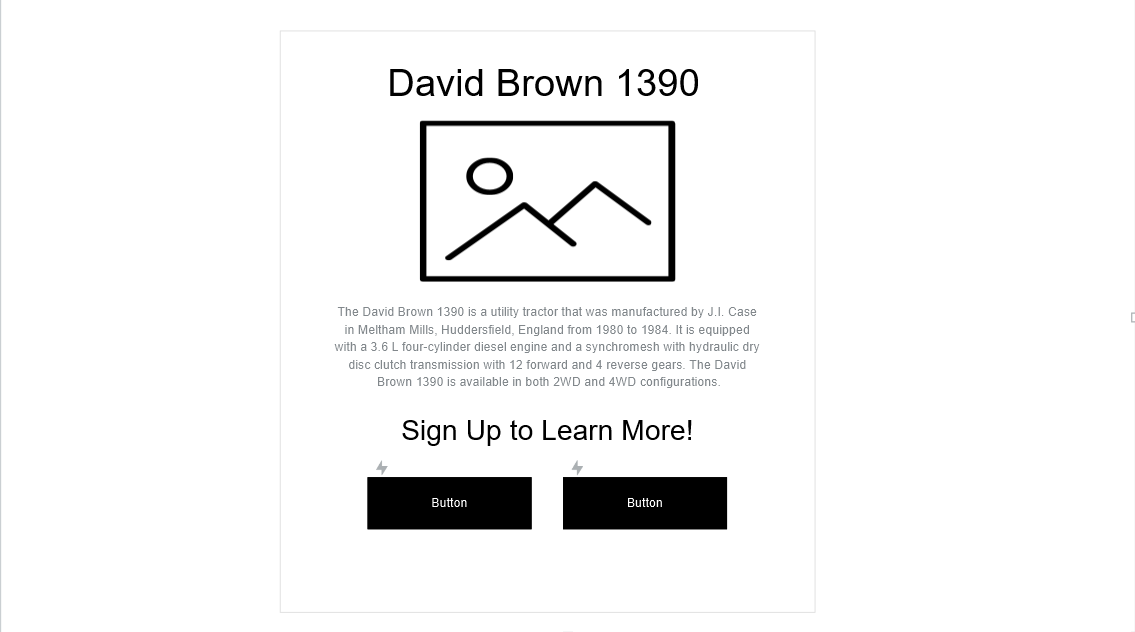 David Brown 1390
The David Brown 1390 is a utility tractor that was manufactured by J.I. Case
in Meltham Mills, Huddersfield, England from 1980 to 1984. It is equipped
with a 3.6 L four-cylinder diesel engine and a synchromesh with hydraulic dry
disc clutch transmission with 12 forward and 4 reverse gears. The David
Brown 1390 is available in both 2WD and 4WD configurations.
Sign Up to Learn More!
Button Button